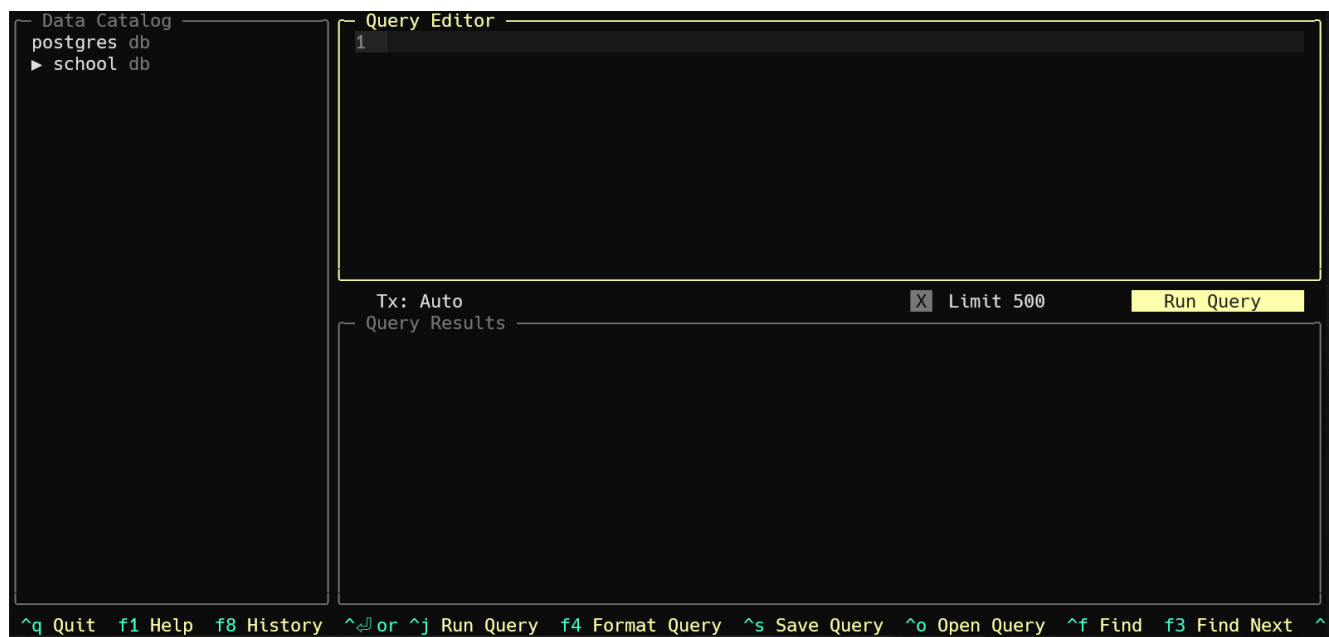 Data Catalog
postgres db
▶ school db
Query Editor
1
Tx: Auto
X Limit 500
Run Query
Query Results
^q Quit f1 Help f8 History ^⏎ or ^j Run Query f4 Format Query ^s Save Query ^o Open Query ^f Find f3 Find Next ^